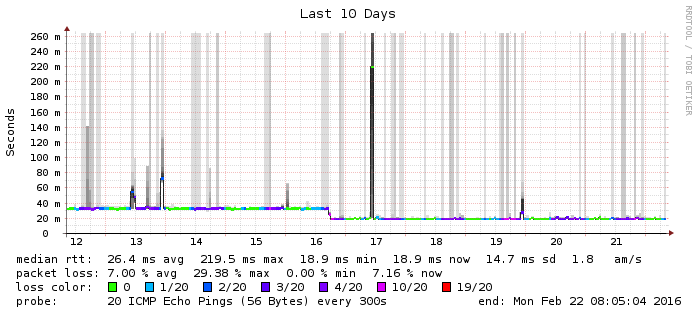 Last 10 Days
RRDTOOL / TOBI OETIKER
Seconds
260 m
240 m
220 m
200 m
180 m
160 m
140 m
120 m
100 m
80 m
60 m
40 m
20 m
0
12 13 14 15 16 17 18 19 20 21
median rtt: 26.4 ms avg 219.5 ms max 18.9 ms min 18.9 ms now 14.7 ms sd 1.8 am/s
packet loss: 7.00 % avg 29.38 % max 0.00 % min 7.16 % now
loss color: 0 1/20 2/20 3/20 4/20 10/20 19/20
probe: 20 ICMP Echo Pings (56 Bytes) every 300s end: Mon Feb 22 08:05:04 2016